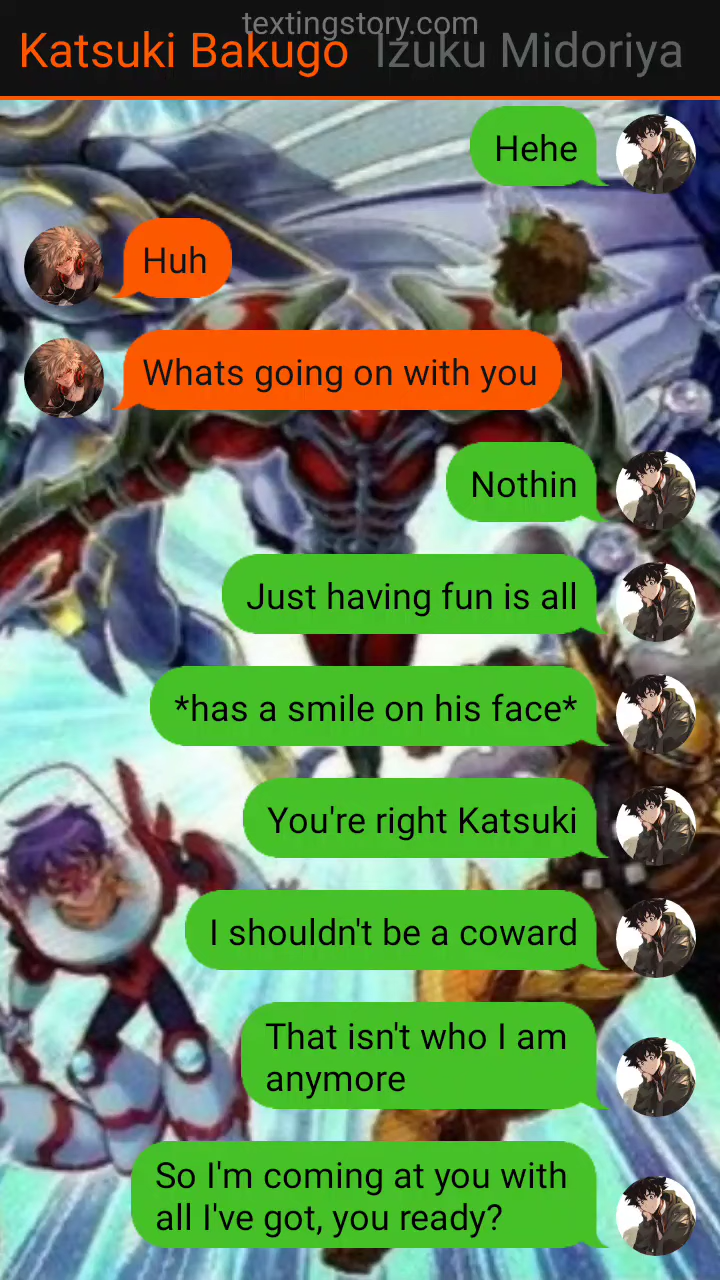 textingstory.com
Katsuki Bakugo Izuku Midoriya
Hehe
Huh
Whats going on with you
Nothin
Just having fun is all
*has a smile on his face*
You're right Katsuki
I shouldn't be a coward
That isn't who I am
anymore
So I'm coming at you with
all I've got, you ready?